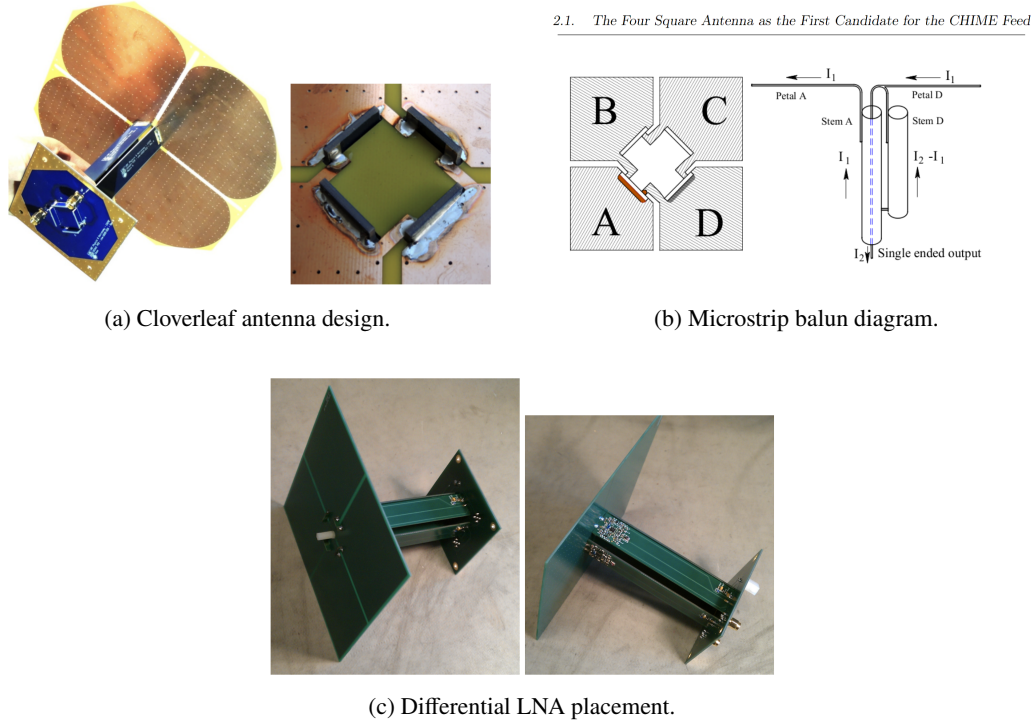 2.1. The Four Square Antenna as the First Candidate for the CHIME Feed
B
C
A
D
I1
I1
Petal A
Petal D
Stem A
Stem D
I1
I2 -I1
I2
Single ended output
(a) Cloverleaf antenna design.
(b) Microstrip balun diagram.
(c) Differential LNA placement.